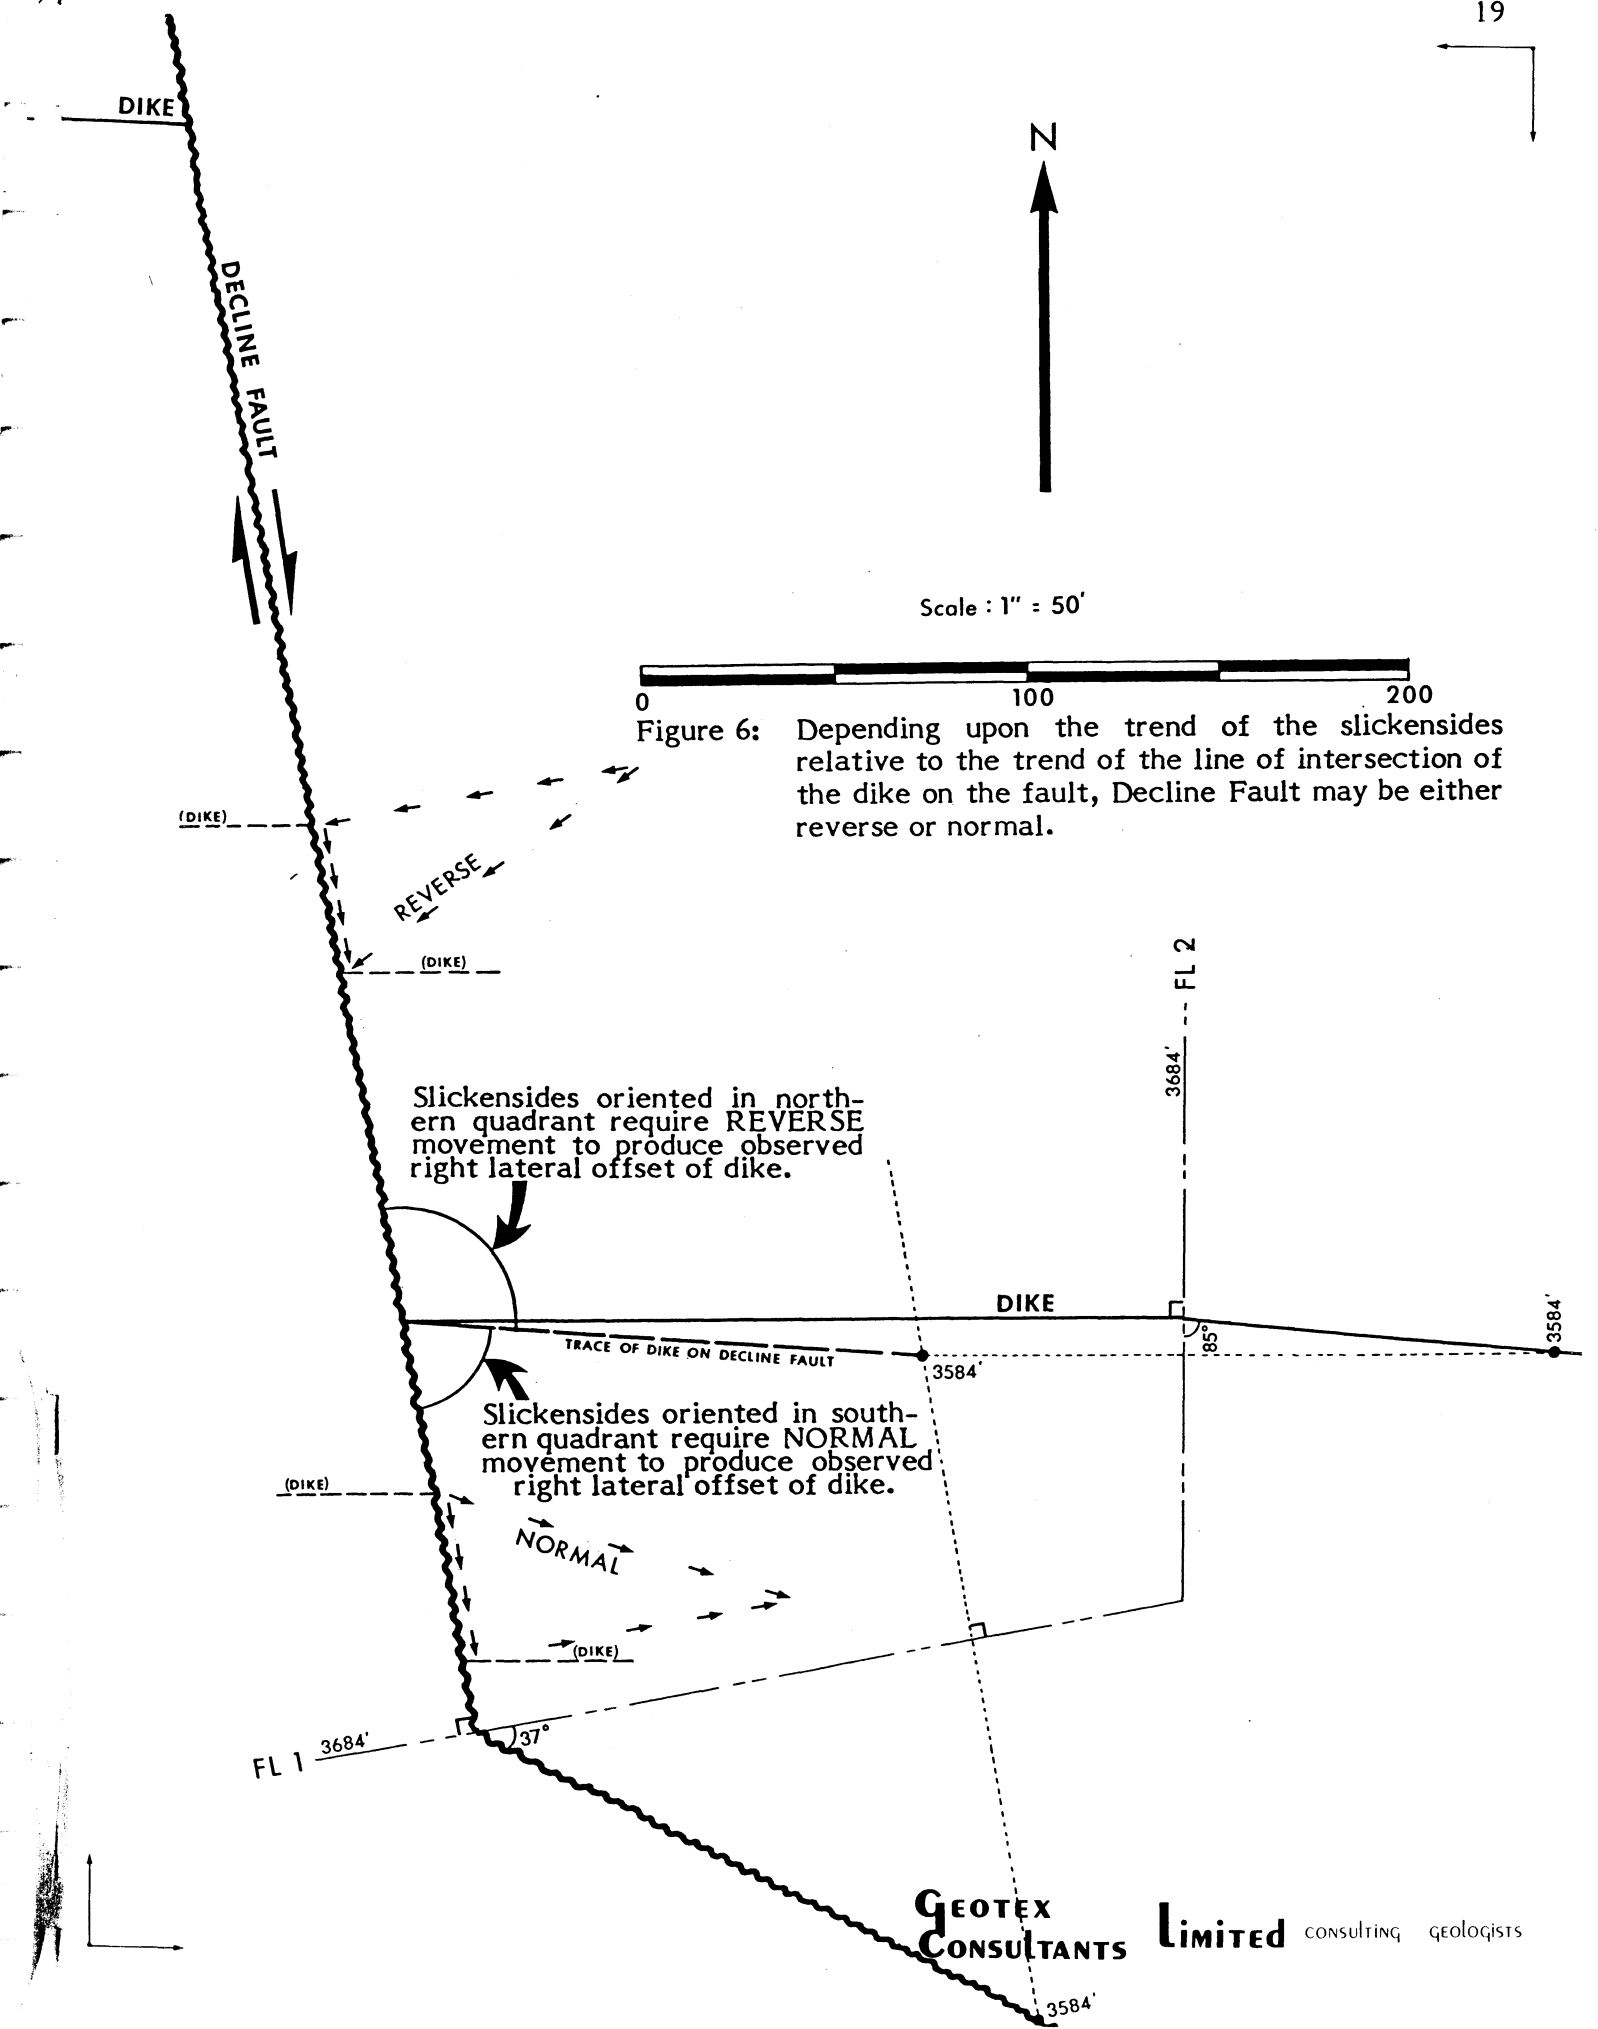 19
DIKE
N
DECLINE FAULT
Scale : 1" = 50'
0 100 200
Figure 6: Depending upon the trend of the slickensides
relative to the trend of the line of intersection of
the dike on the fault, Decline Fault may be either
reverse or normal.
(DIKE)
REVERSE
(DIKE)
FL 2
3684'
Slickensides oriented in north-
ern quadrant require REVERSE
movement to produce observed
right lateral offset of dike.
DIKE
3584'
85°
TRACE OF DIKE ON DECLINE FAULT
3584'
Slickensides oriented in south-
ern quadrant require NORMAL
movement to produce observed
right lateral offset of dike.
(DIKE)
NORMAL
(DIKE)
37°
FL 1 3684'
GEOTEX
CONSULTANTS LIMITED CONSULTING GEOLOGISTS
3584'